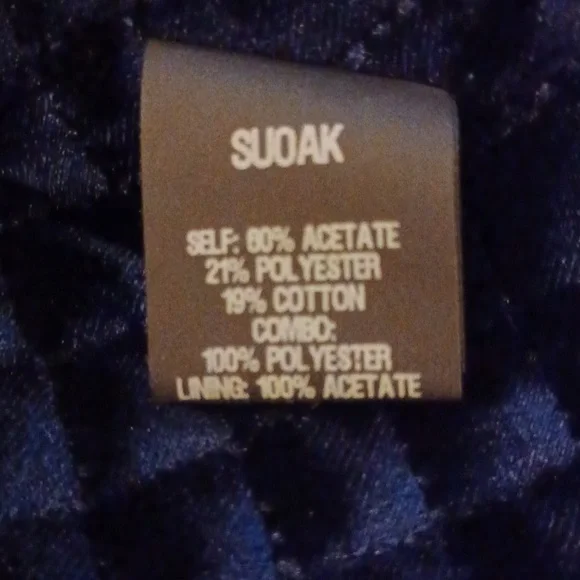 SUOAK
SELF: 60% ACETATE
21% POLYESTER
19% COTTON
COMBO:
100% POLYESTER
LINING: 100% ACETATE